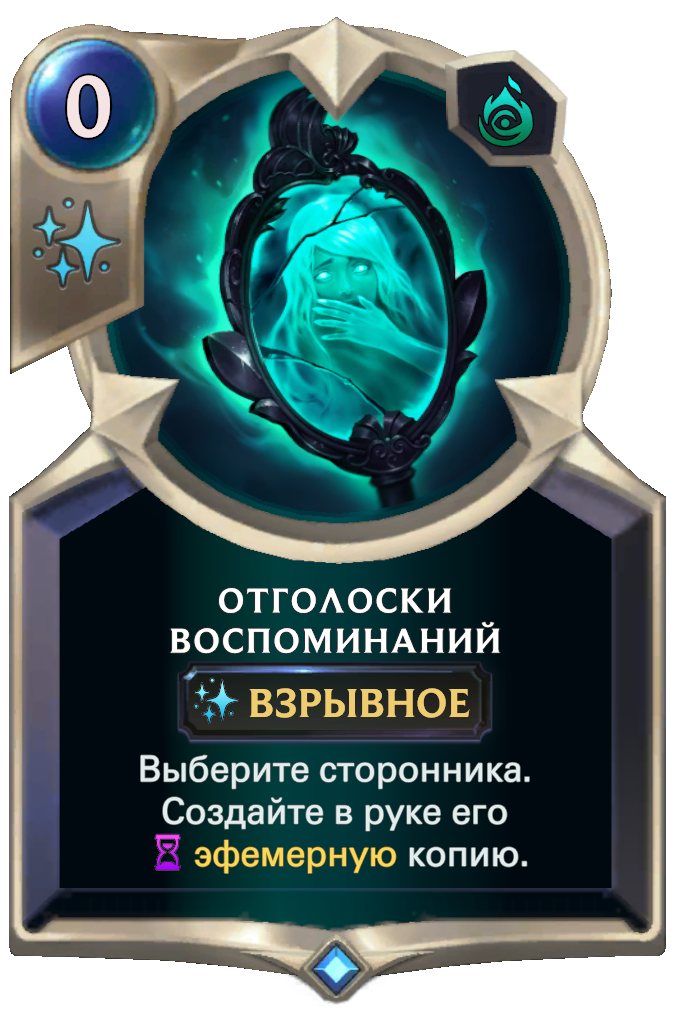 0
ОТГОЛОСКИ
ВОСПОМИНАНИЙ
ВЗРЫВНОЕ
Выберите сторонника.
Создайте в руке его
эфемерную копию.